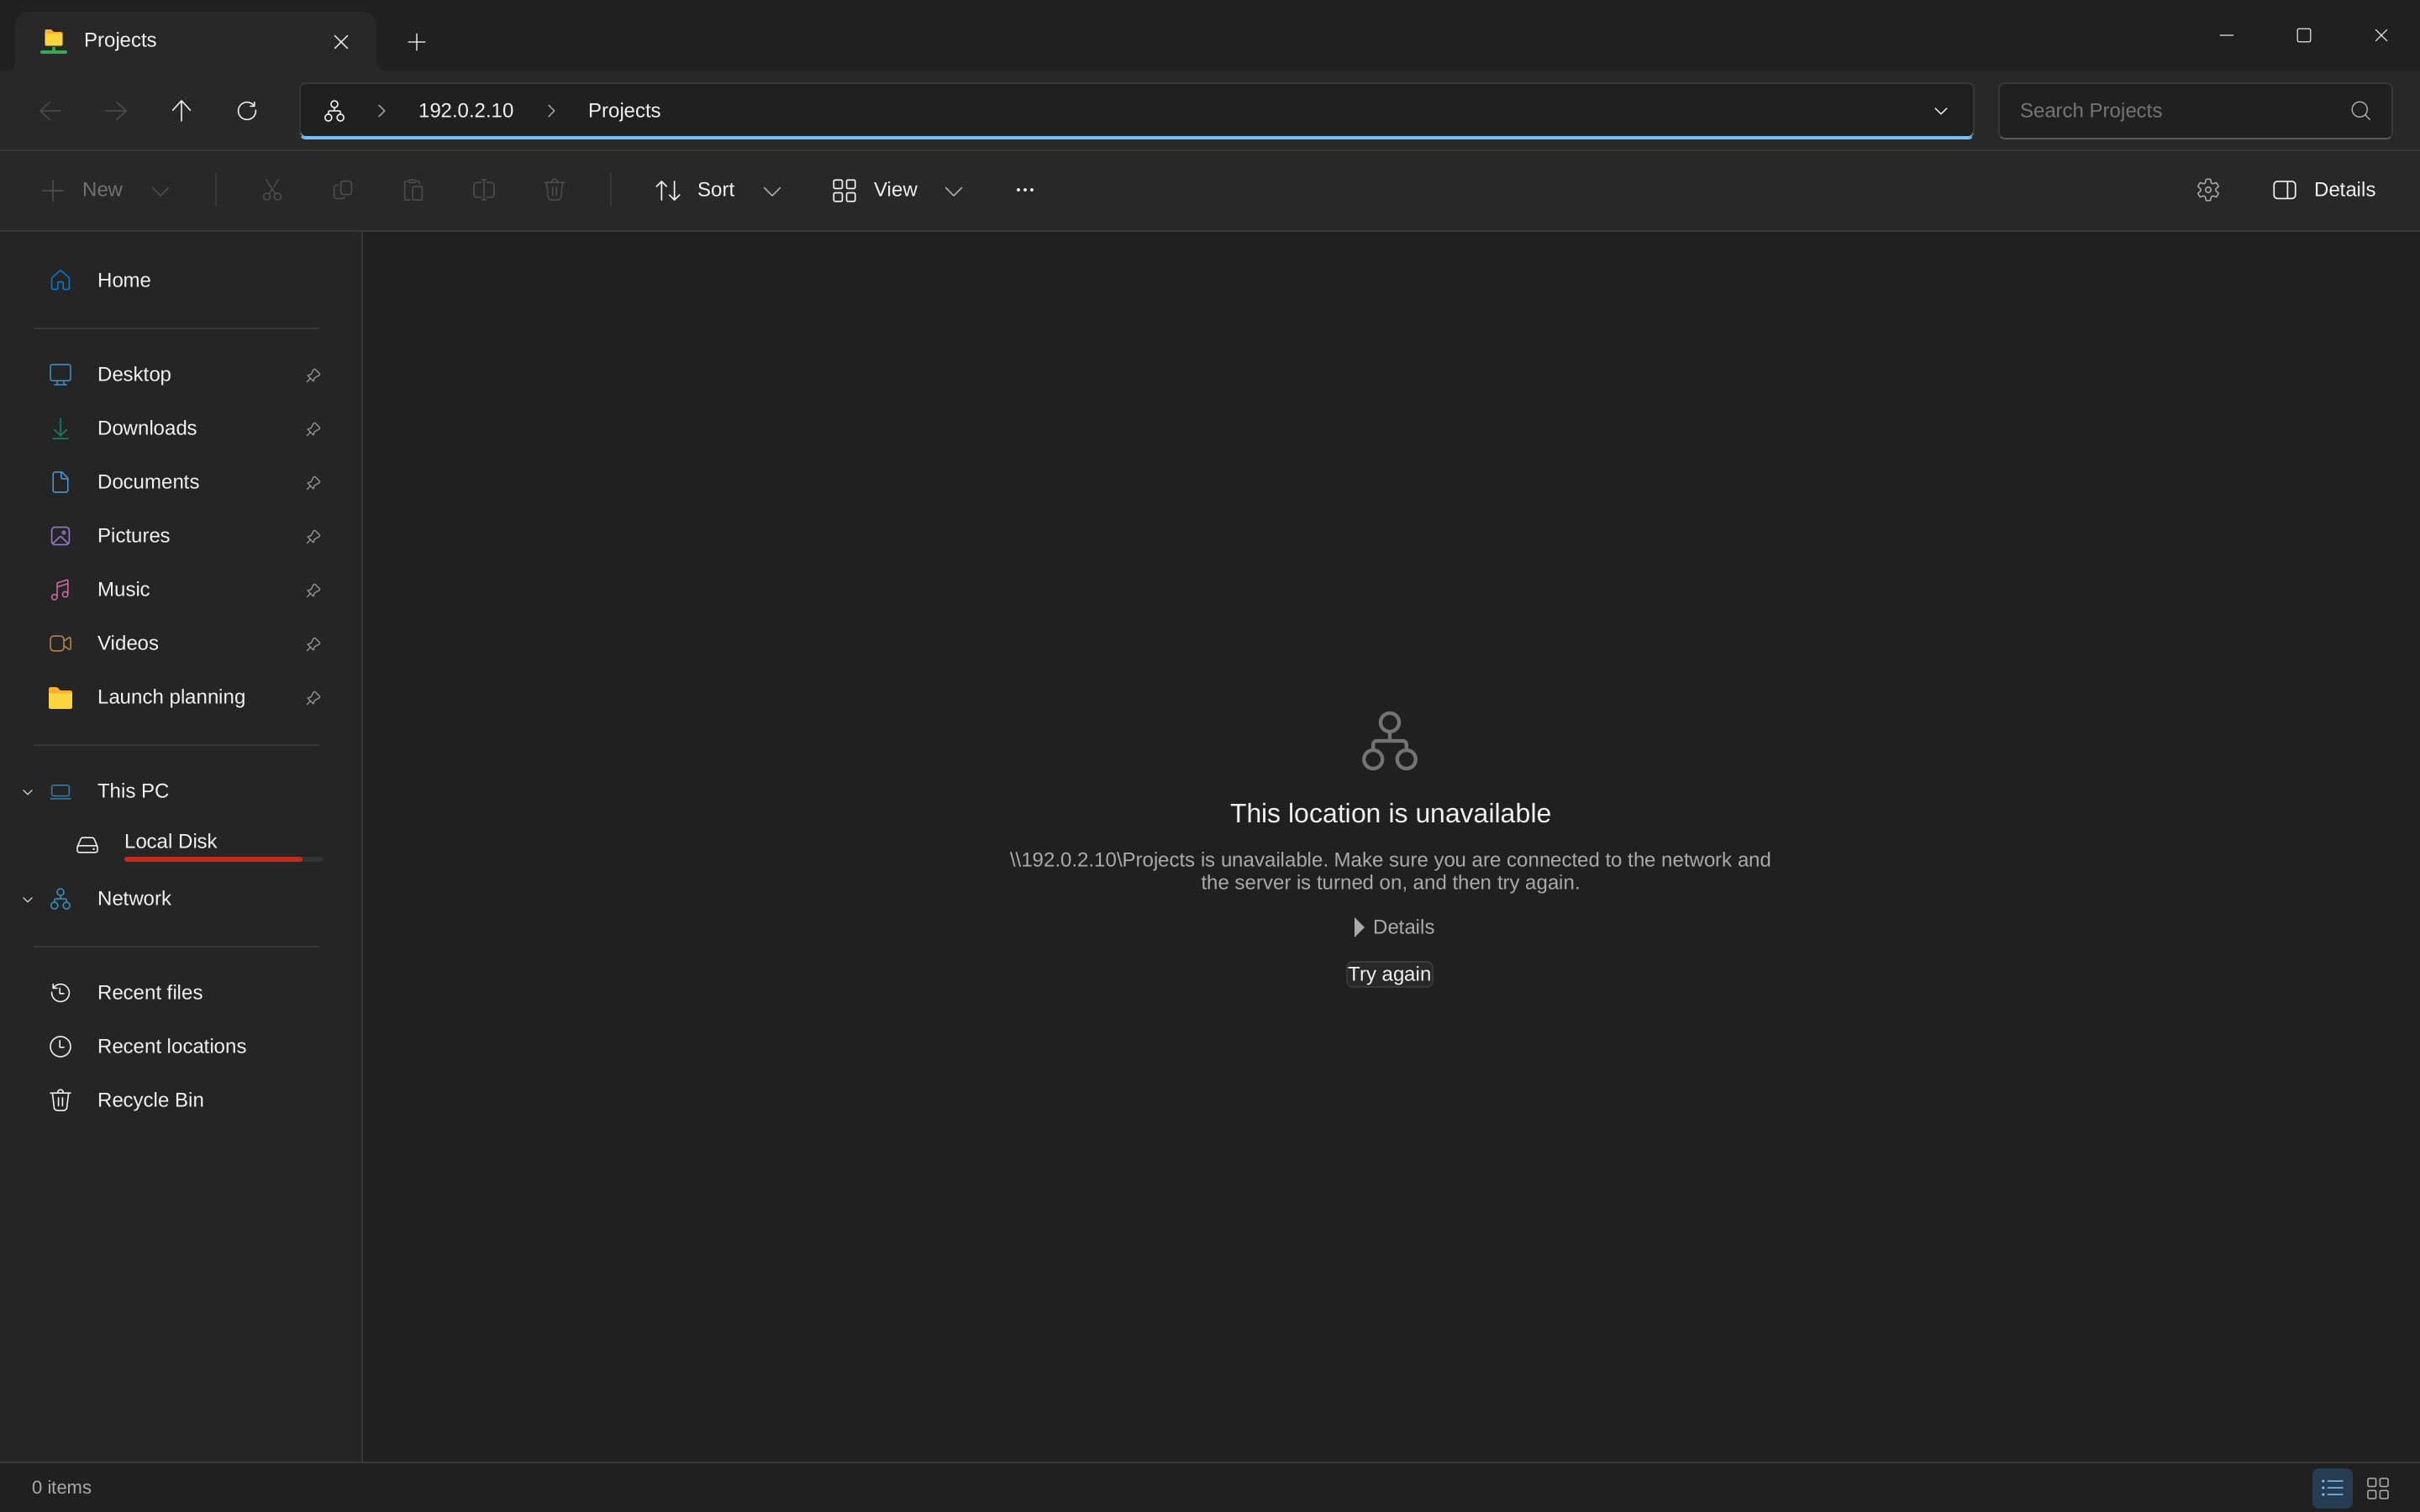 Projects
192.0.2.10
Projects
Search Projects
New
Sort
View
Details
Home
Desktop
Downloads
Documents
Pictures
Music
Videos
Launch planning
This PC
Local Disk
Network
Recent files
Recent locations
Recycle Bin
This location is unavailable
\\192.0.2.10\Projects is unavailable. Make sure you are connected to the network and
the server is turned on, and then try again.
Details
Try again
0 items